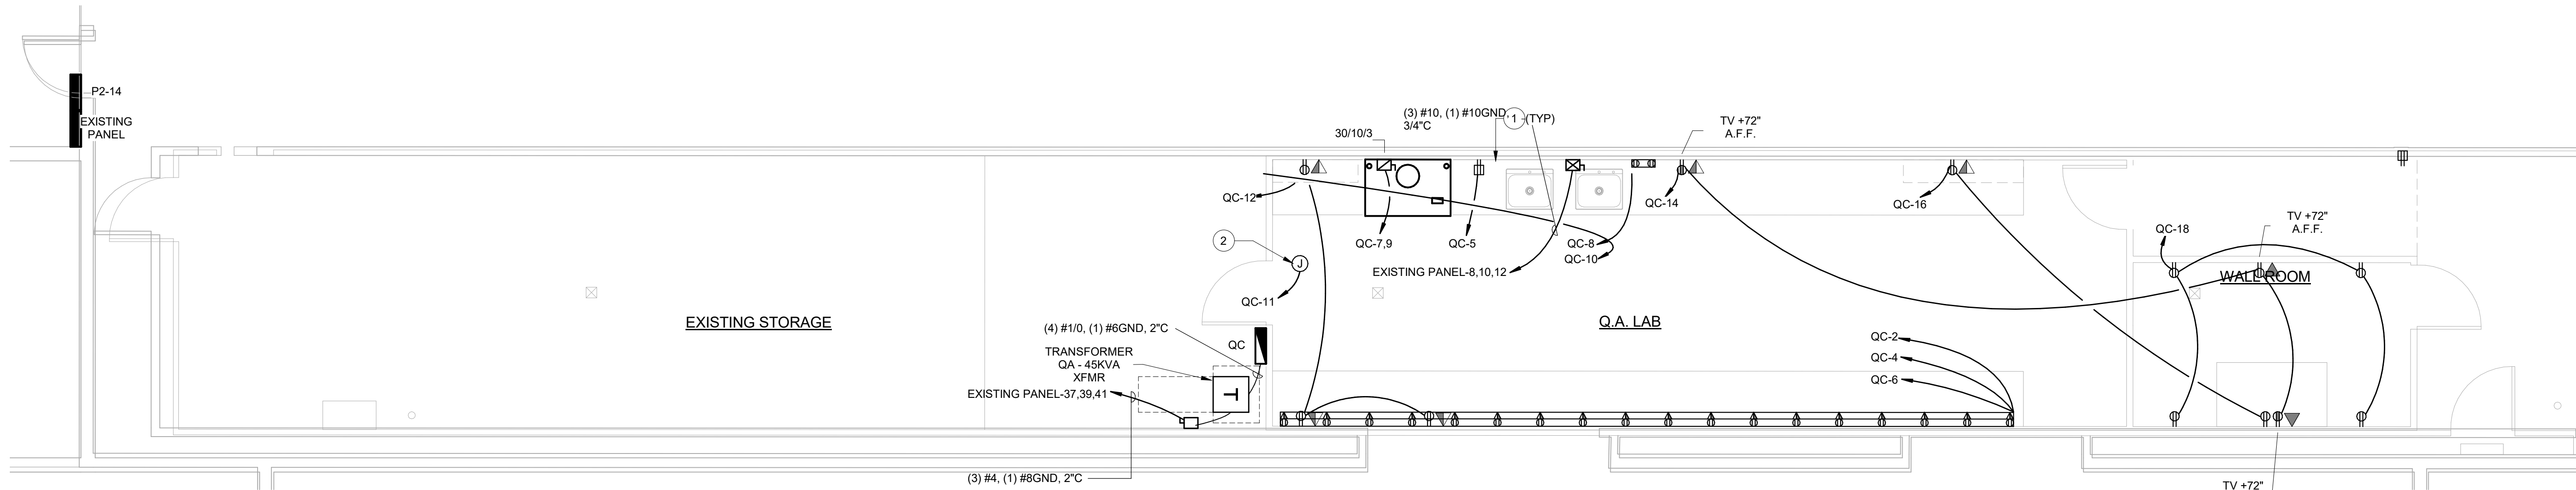 P2-14
EXISTING
PANEL
(3) #10, (1) #10GND,
3/4"C
1
(TYP)
30/10/3
TV +72"
A.F.F.
QC-12
QC-7,9
QC-5
QC-8
QC-10
QC-14
QC-16
2
J
EXISTING PANEL-8,10,12
QC-11
QC-18
TV +72"
A.F.F.
WALL ROOM
EXISTING STORAGE
Q.A. LAB
(4) #1/0, (1) #6GND, 2"C
QC
TRANSFORMER
QA - 45KVA
XFMR
T
EXISTING PANEL-37,39,41
QC-2
QC-4
QC-6
(3) #4, (1) #8GND, 2"C
TV +72"